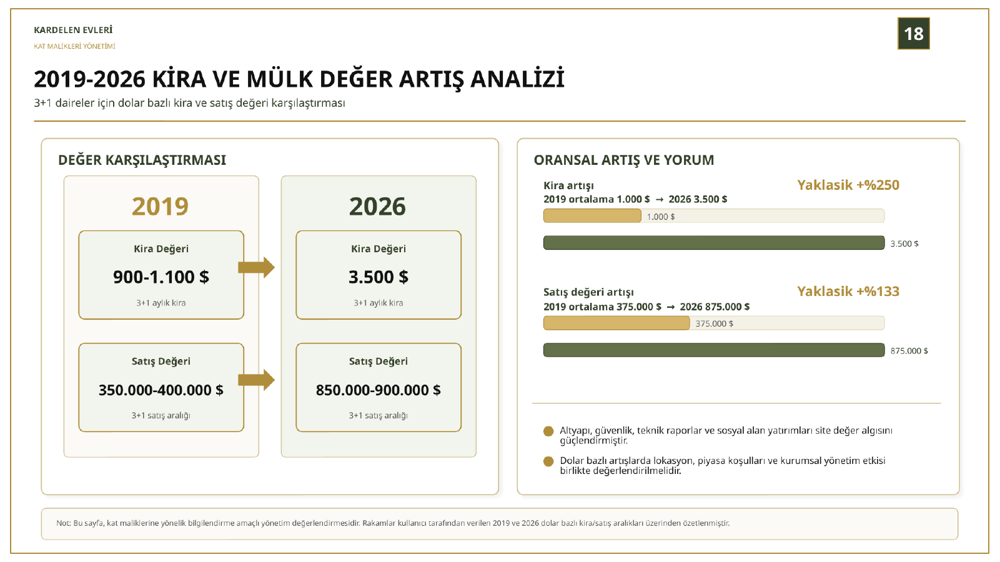 KARDELEN EVLERİ
KAT MALİKLERİ YÖNETİMİ
18
2019-2026 KİRA VE MÜLK DEĞER ARTIŞ ANALİZİ
3+1 daireler için dolar bazlı kira ve satış değeri karşılaştırması
DEĞER KARŞILAŞTIRMASI
2019
Kira Değeri
900-1.100 $
3+1 aylık kira
Satış Değeri
350.000-400.000 $
3+1 satış aralığı
2026
Kira Değeri
3.500 $
3+1 aylık kira
Satış Değeri
850.000-900.000 $
3+1 satış aralığı
ORANSAL ARTIŞ VE YORUM
Kira artışı
Yaklasik +%250
2019 ortalama 1.000 $ → 2026 3.500 $
1.000 $
3.500 $
Satış değeri artışı
Yaklasik +%133
2019 ortalama 375.000 $ → 2026 875.000 $
375.000 $
875.000 $
Altyapı, güvenlik, teknik raporlar ve sosyal alan yatırımları site değer algısını
güçlendirmiştir.
Dolar bazlı artışlarda lokasyon, piyasa koşulları ve kurumsal yönetim etkisi
birlikte değerlendirilmelidir.
Not: Bu sayfa, kat maliklerine yönelik bilgilendirme amaçlı yönetim değerlendirmesidir. Rakamlar kullanıcı tarafından verilen 2019 ve 2026 dolar bazlı kira/satış aralıkları üzerinden özetlenmiştir.